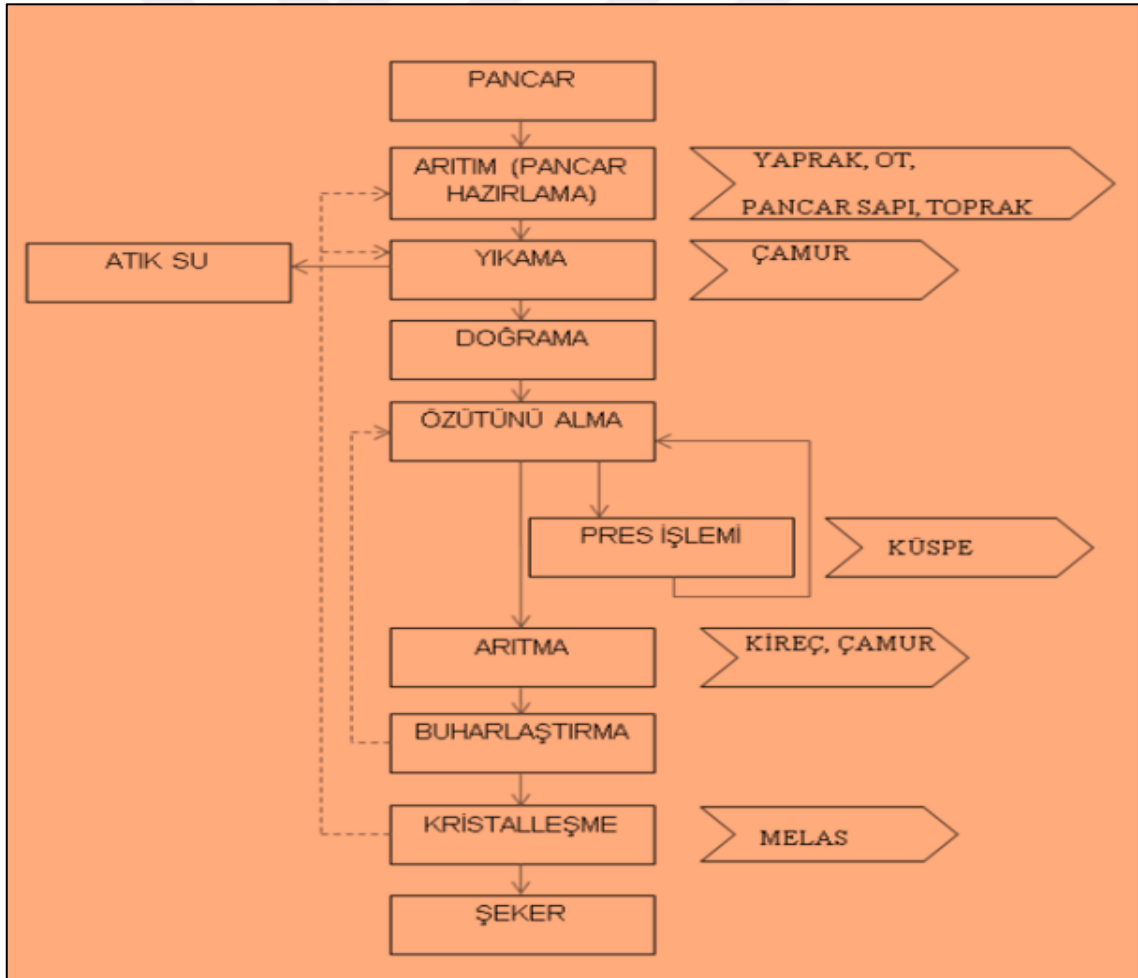 PANCAR
ARITIM (PANCAR
HAZIRLAMA)
YAPRAK, OT,
PANCAR SAPI, TOPRAK
ATIK SU
YIKAMA
ÇAMUR
DOĞRAMA
ÖZÜTÜNÜ ALMA
PRES İŞLEMİ
KÜSPE
ARITMA
KİREÇ, ÇAMUR
BUHARLAŞTIRMA
KRİSTALLEŞME
MELAS
ŞEKER